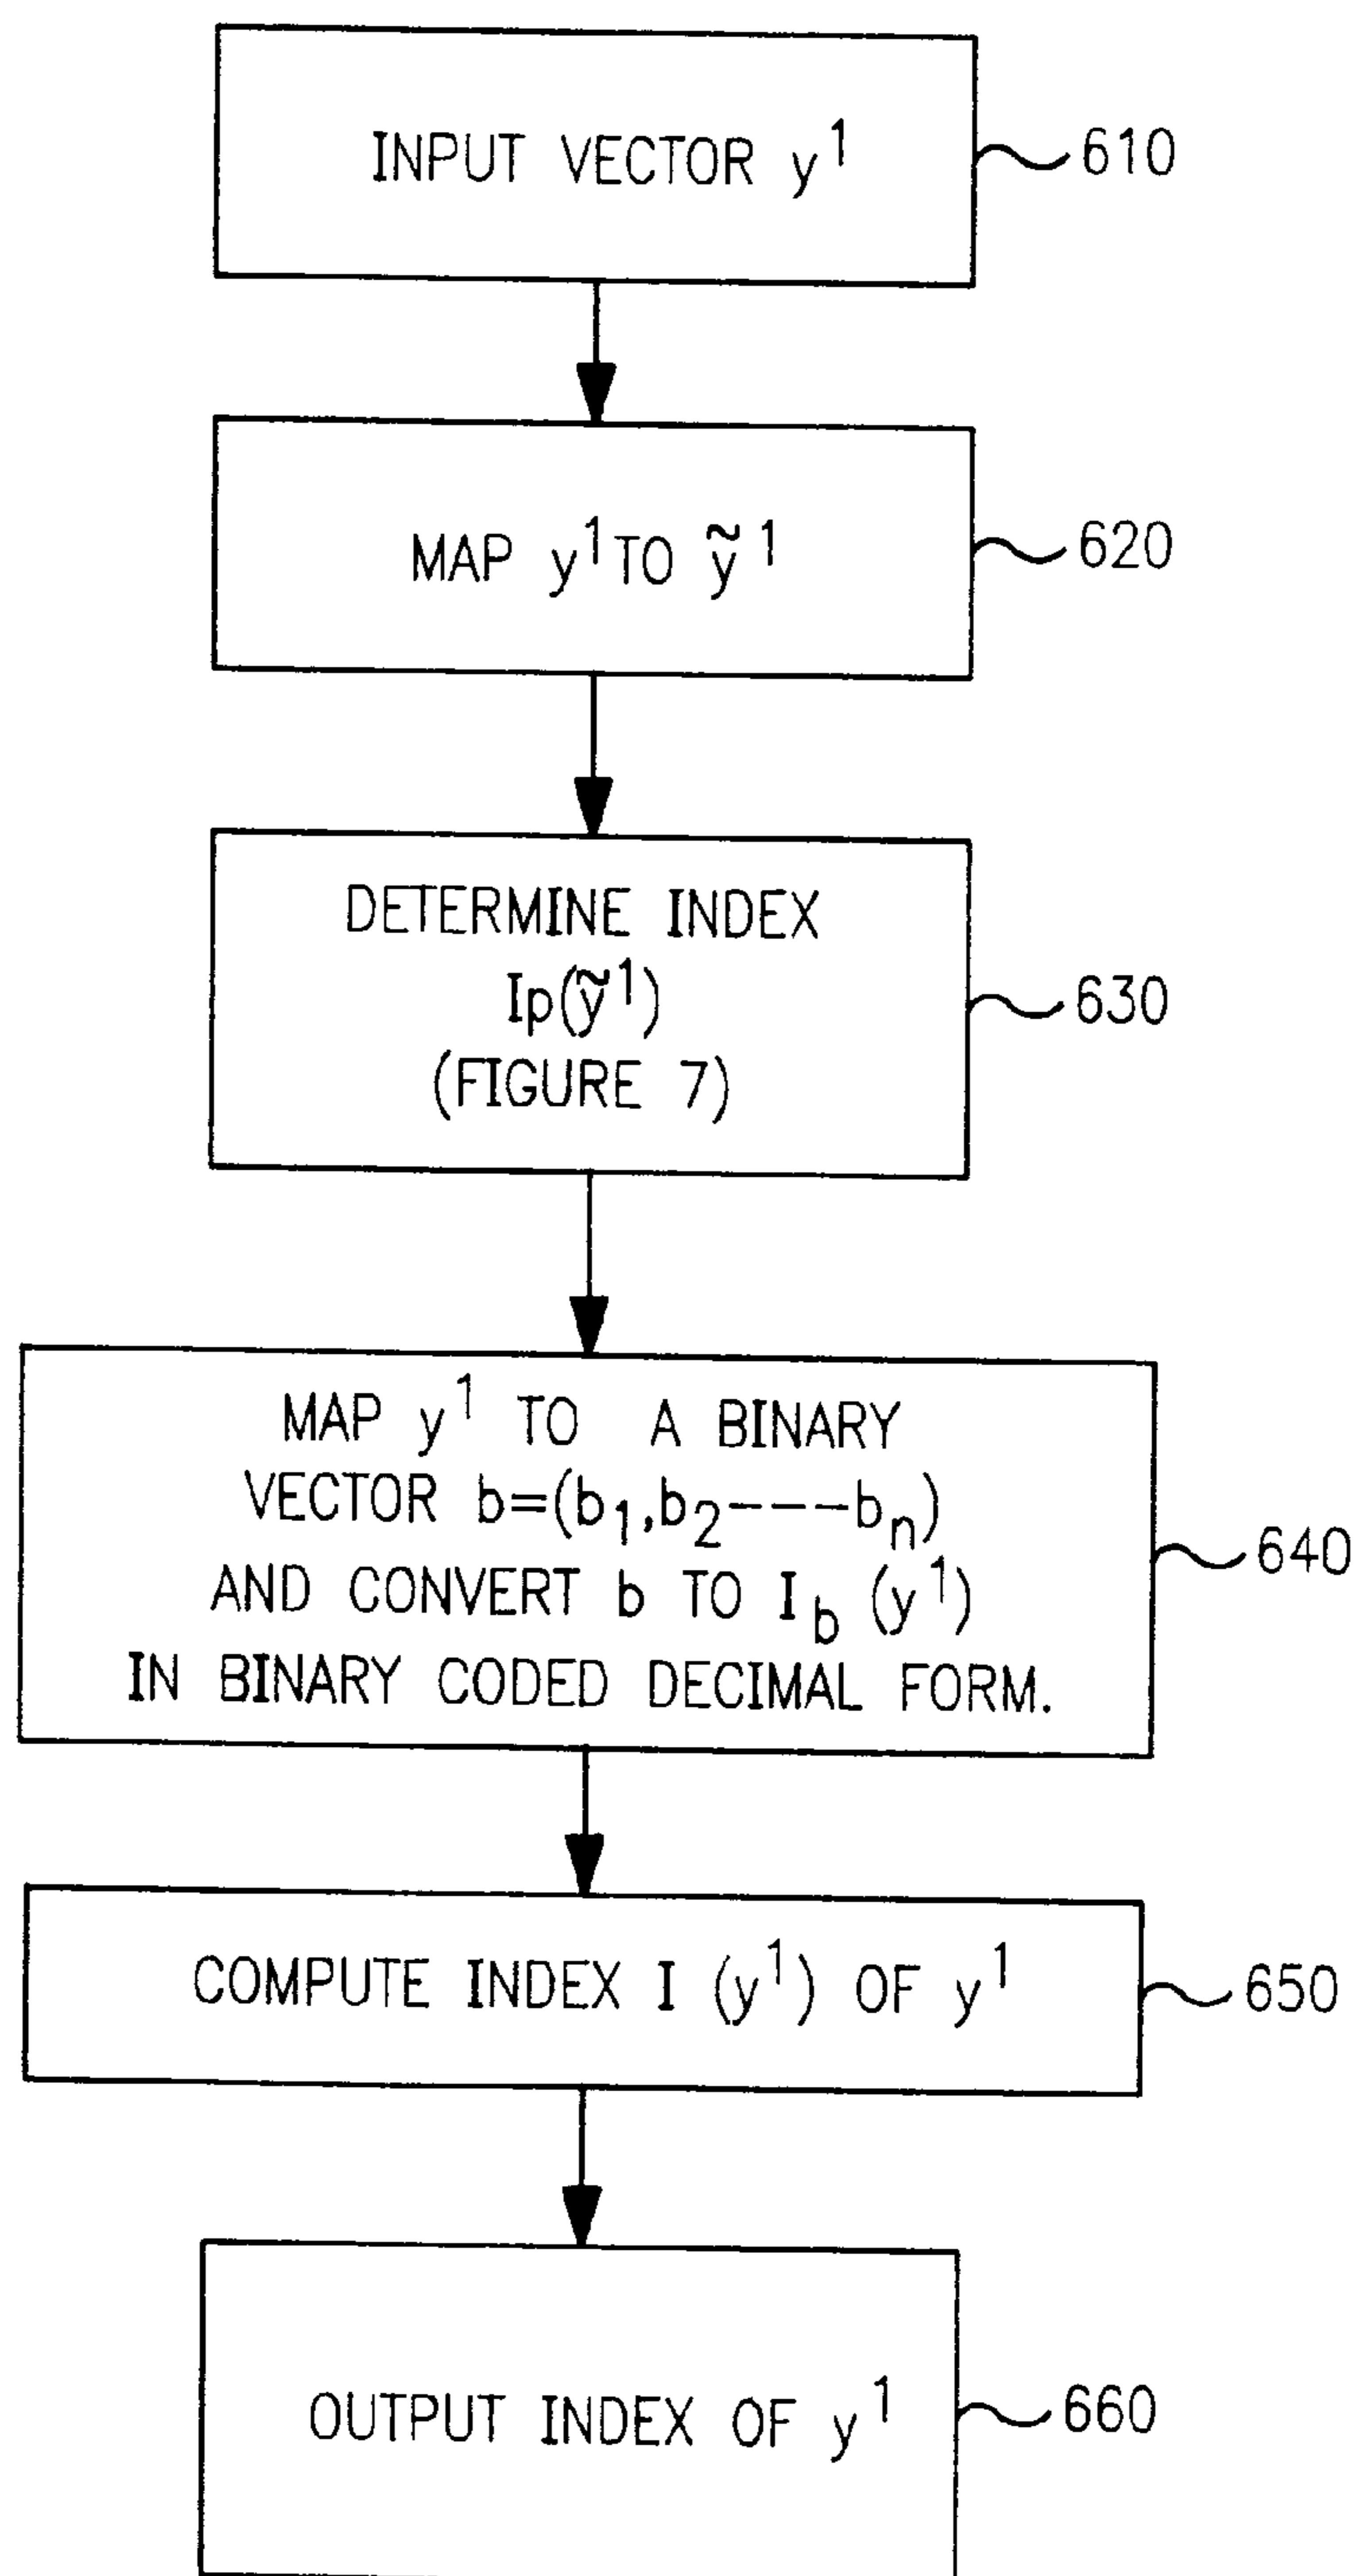 INPUT VECTOR y¹
610
MAP y¹ TO ỹ¹
620
DETERMINE INDEX
Ip(ỹ¹)
(FIGURE 7)
630
MAP y¹ TO A BINARY
VECTOR b=(b₁,b₂---bₙ)
AND CONVERT b TO I_b (y¹)
IN BINARY CODED DECIMAL FORM.
640
COMPUTE INDEX I (y¹) OF y¹
650
OUTPUT INDEX OF y¹
660